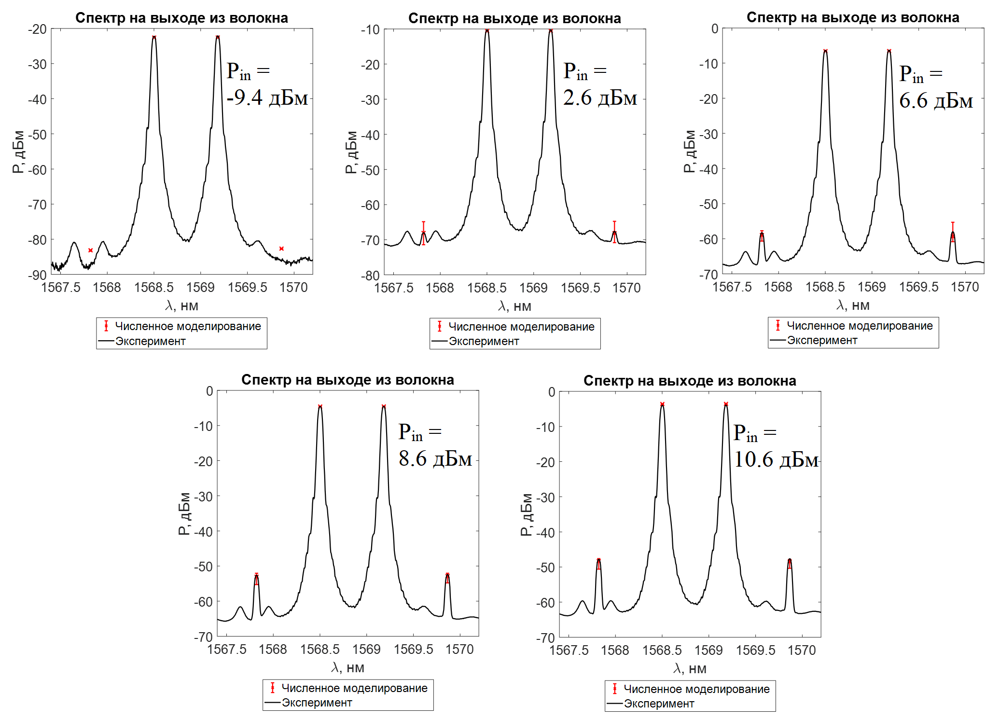 Спектр на выходе из волокна
-20
-30
-40
-50
-60
-70
-80
-90
P, дБм
P_in =
-9.4 дБм
1567.5 1568 1568.5 1569 1569.5 1570
λ, нм
Численное моделирование
Эксперимент
Спектр на выходе из волокна
-10
-20
-30
-40
-50
-60
-70
-80
P, дБм
P_in =
2.6 дБм
1567.5 1568 1568.5 1569 1569.5 1570
λ, нм
Численное моделирование
Эксперимент
Спектр на выходе из волокна
0
-10
-20
-30
-40
-50
-60
-70
P, дБм
P_in =
6.6 дБм
1567.5 1568 1568.5 1569 1569.5 1570
λ, нм
Численное моделирование
Эксперимент
Спектр на выходе из волокна
0
-10
-20
-30
-40
-50
-60
-70
P, дБм
P_in =
8.6 дБм
1567.5 1568 1568.5 1569 1569.5 1570
λ, нм
Численное моделирование
Эксперимент
Спектр на выходе из волокна
0
-10
-20
-30
-40
-50
-60
-70
P, дБм
P_in =
10.6 дБм
1567.5 1568 1568.5 1569 1569.5 1570
λ, нм
Численное моделирование
Эксперимент